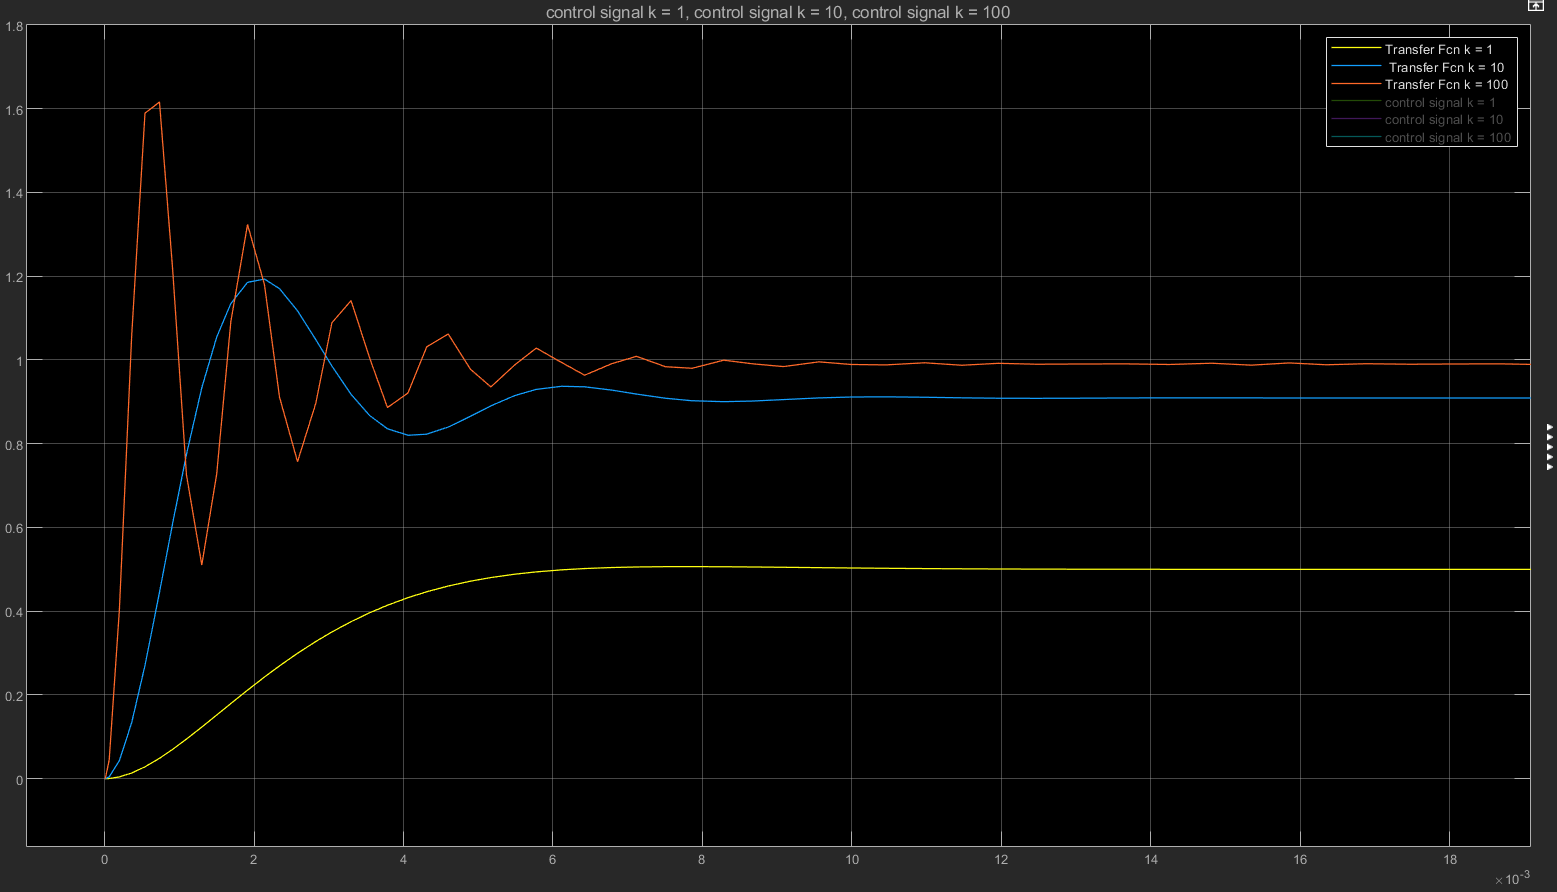 control signal k = 1, control signal k = 10, control signal k = 100
Transfer Fcn k = 1
Transfer Fcn k = 10
Transfer Fcn k = 100
control signal k = 1
control signal k = 10
control signal k = 100
1.8
1.6
1.4
1.2
1
0.8
0.6
0.4
0.2
0
0 2 4 6 8 10 12 14 16 18
×10⁻³